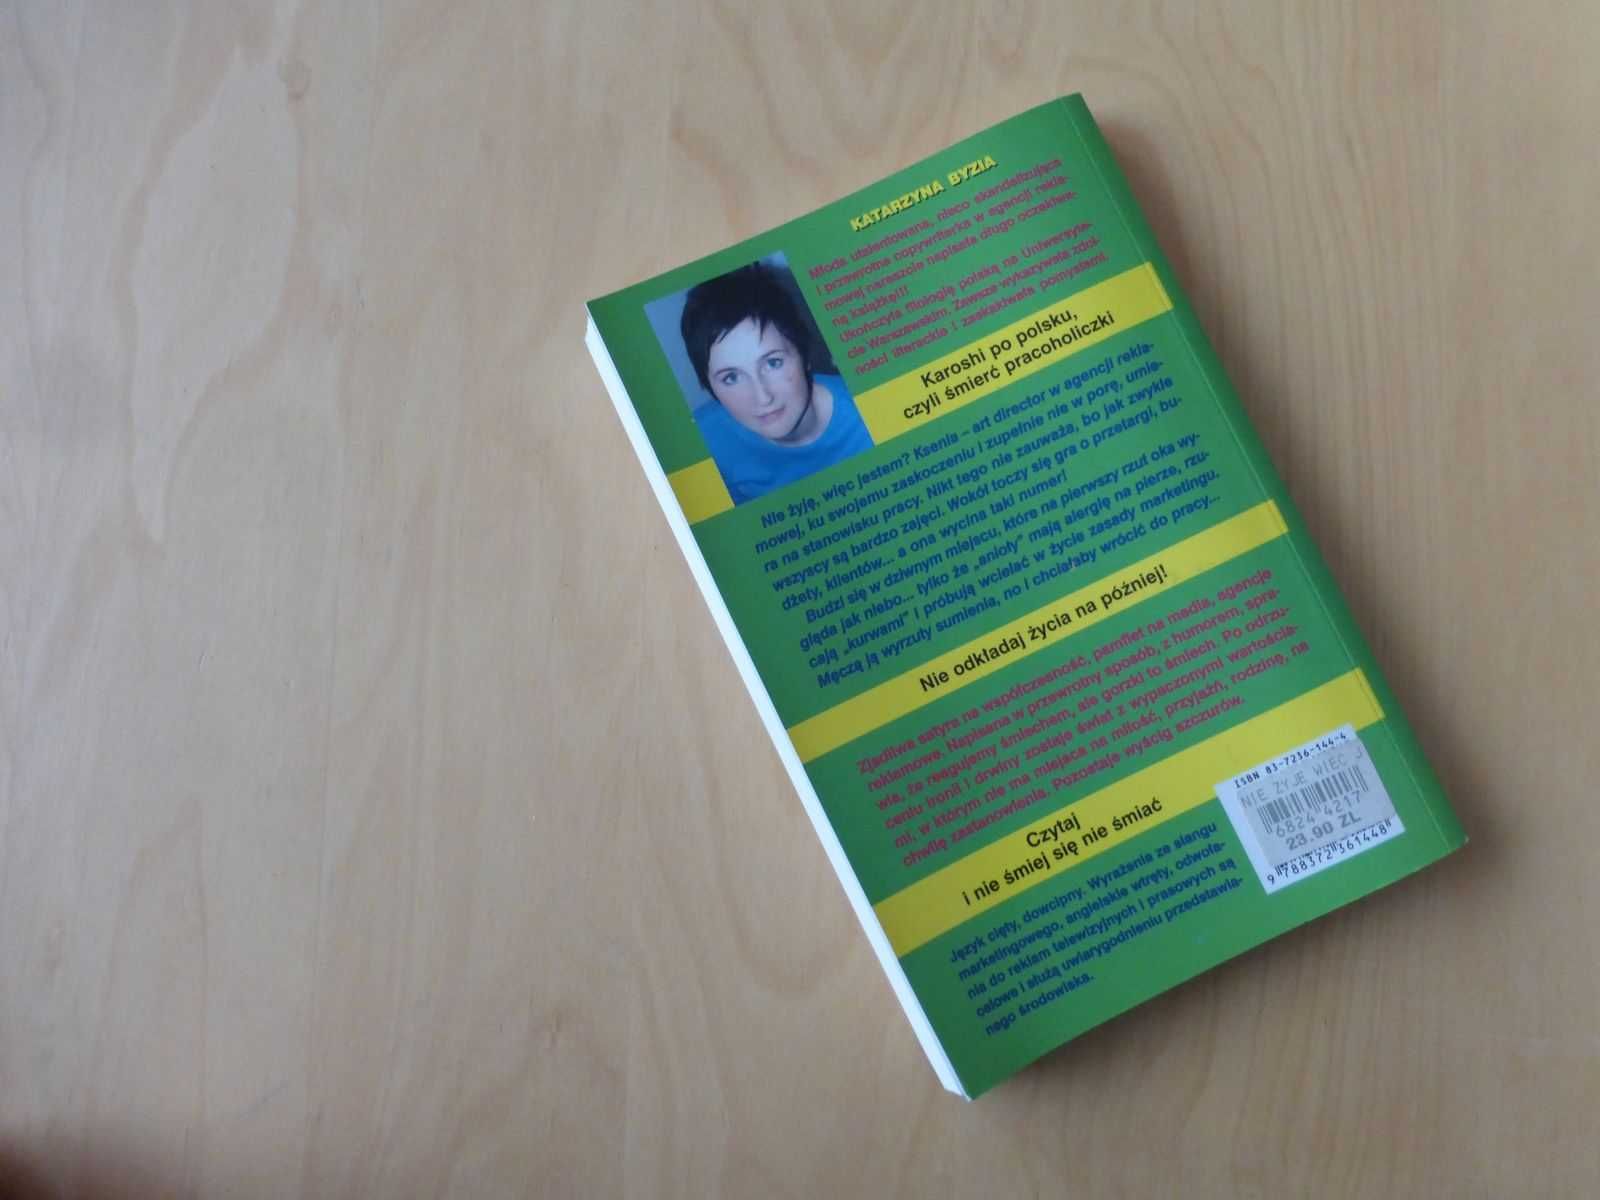 KATARZYNA BYZIA
Młoda utalentowana, nieco skandalizująca
i przewrotna copywriterka w agencji rekla-
mowej nareszcie napisała długo oczekiwa-
ną książkę!!!
Ukończyła filologię polską na Uniwersyte-
cie Warszawskim. Zawsze wykazywała zdol-
ności literackie i zaskakiwała pomysłami.
Karoshi po polsku,
czyli śmierć pracoholiczki
Nie żyję, więc jestem? Ksenia – art director w agencji rekla-
mowej, ku swojemu zaskoczeniu i zupełnie nie w porę, umie-
ra na stanowisku pracy. Nikt tego nie zauważa, bo jak zwykle
wszyscy są bardzo zajęci. Wokół toczy się gra o przetargi, bu-
dżety, klientów... a ona wycina taki numer!
Budzi się w dziwnym miejscu, które na pierwszy rzut oka wy-
gląda jak niebo... tylko że „anioły” mają alergię na pierze, rzu-
cają „kurwami” i próbują wcielać w życie zasady marketingu.
Męczą ją wyrzuty sumienia, no i chciałaby wrócić do pracy...
Nie odkładaj życia na później!
Zjadliwa satyra na współczesność, pamflet na media, agencje
reklamowe. Napisana w przewrotny sposób, z humorem, spra-
wia, że reagujemy śmiechem, ale gorzki to śmiech. Po odrzu-
ceniu ironii i drwiny zostaje świat z wypaczonymi wartościa-
mi, w którym nie ma miejsca na miłość, przyjaźń, rodzinę, na
chwilę zastanowienia. Pozostaje wyścig szczurów.
Czytaj
i nie śmiej się nie śmiać
Język cięty, dowcipny. Wyrażenia ze slangu
marketingowego, angielskie wtręty, odwoła-
nia do reklam telewizyjnych i prasowych są
celowe i służą uwiarygodnieniu przedstawia-
nego środowiska.
ISBN 83-7236-144-4
NIE ZYJE WIEC J
6824 4217
23.90 ZL
9 788372 361448